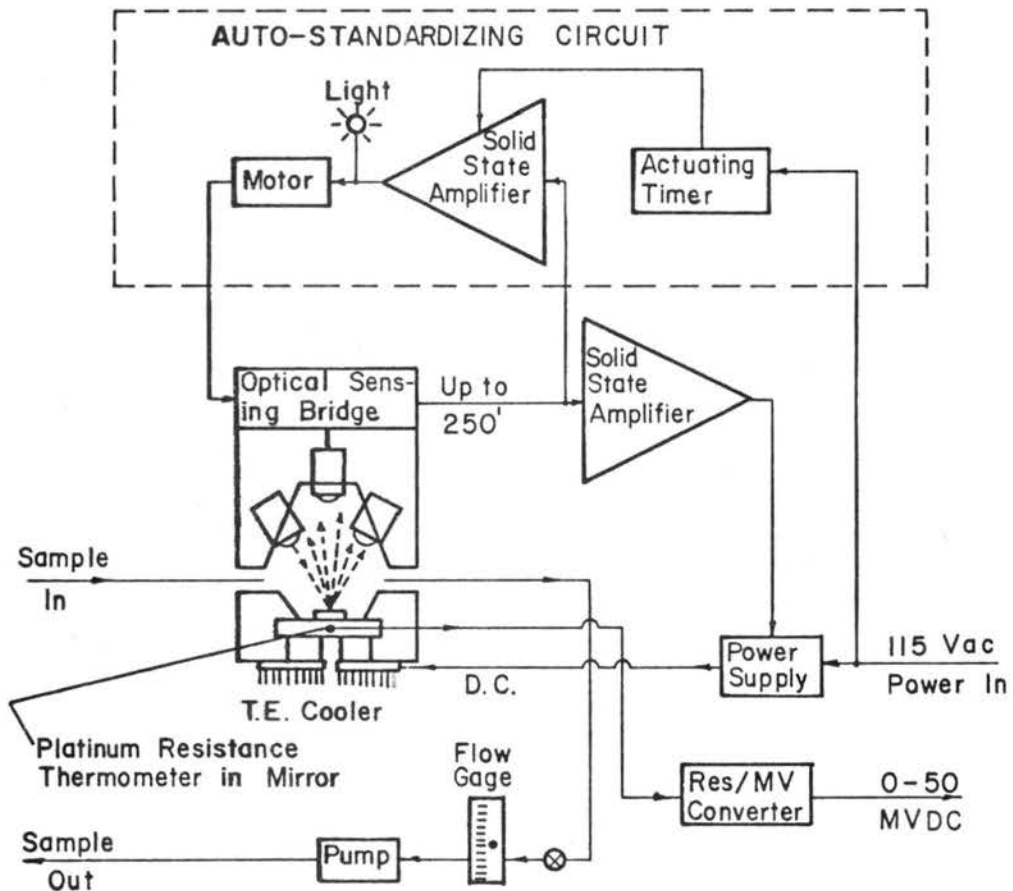 AUTO-STANDARDIZING CIRCUIT
Light
Solid
State
Amplifier
Motor
Actuating
Timer
Optical Sens-
ing Bridge
Up to
250'
Solid
State
Amplifier
Sample
In
115 Vac
Power In
Power
Supply
D.C.
T.E. Cooler
Platinum Resistance
Thermometer in Mirror
Flow
Gage
Res/MV
Converter
0-50
MVDC
Sample
Out
Pump